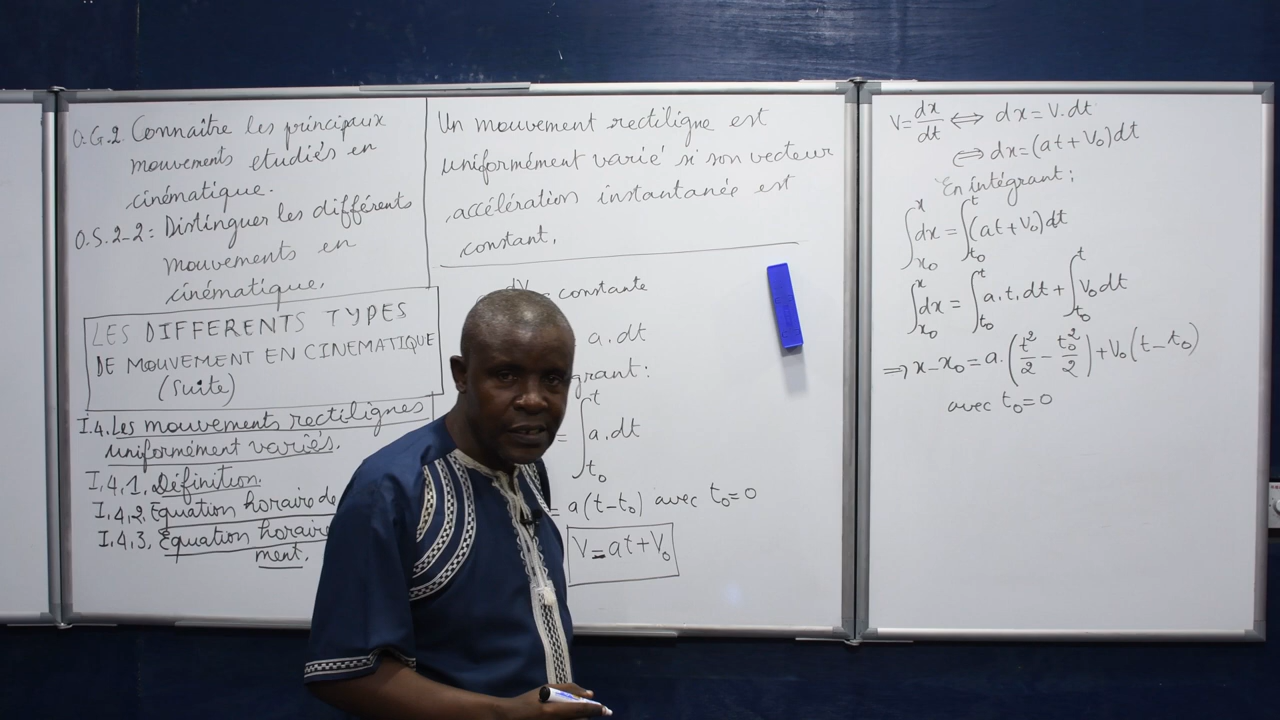 O.G.2. Connaître les principaux
mouvements etudiés en
cinématique.
O.S.2-2: Distinguer les différents
mouvements en
cinématique.
LES DIFFERENTS TYPES
DE MOUVEMENT EN CINEMATIQUE
(suite)
I.4. Les mouvements rectilignes
uniformément variés.
I.4.1. Définition.
I.4.2. Equation horaire de
I.4.3. Equation horaire
ment.
Un mouvement rectiligne est
uniformément varié si son vecteur
accélération instantanée est
constant.
dV = constante
a.dt
grant:
= ∫_{t₀}^{t} a.dt
= a(t-t₀) avec t₀=0
V=at+V₀
V=dx/dt ⟺ dx=V.dt
⟺ dx=(at+V₀)dt
En intégrant;
∫_{x₀}^{x} dx = ∫_{t₀}^{t} (at+V₀)dt
∫_{x₀}^{x} dx = ∫_{t₀}^{t} a.t.dt + ∫_{t₀}^{t} V₀dt
⟹ x-x₀ = a.(t²/2 - t₀²/2) + V₀(t-t₀)
avec t₀=0